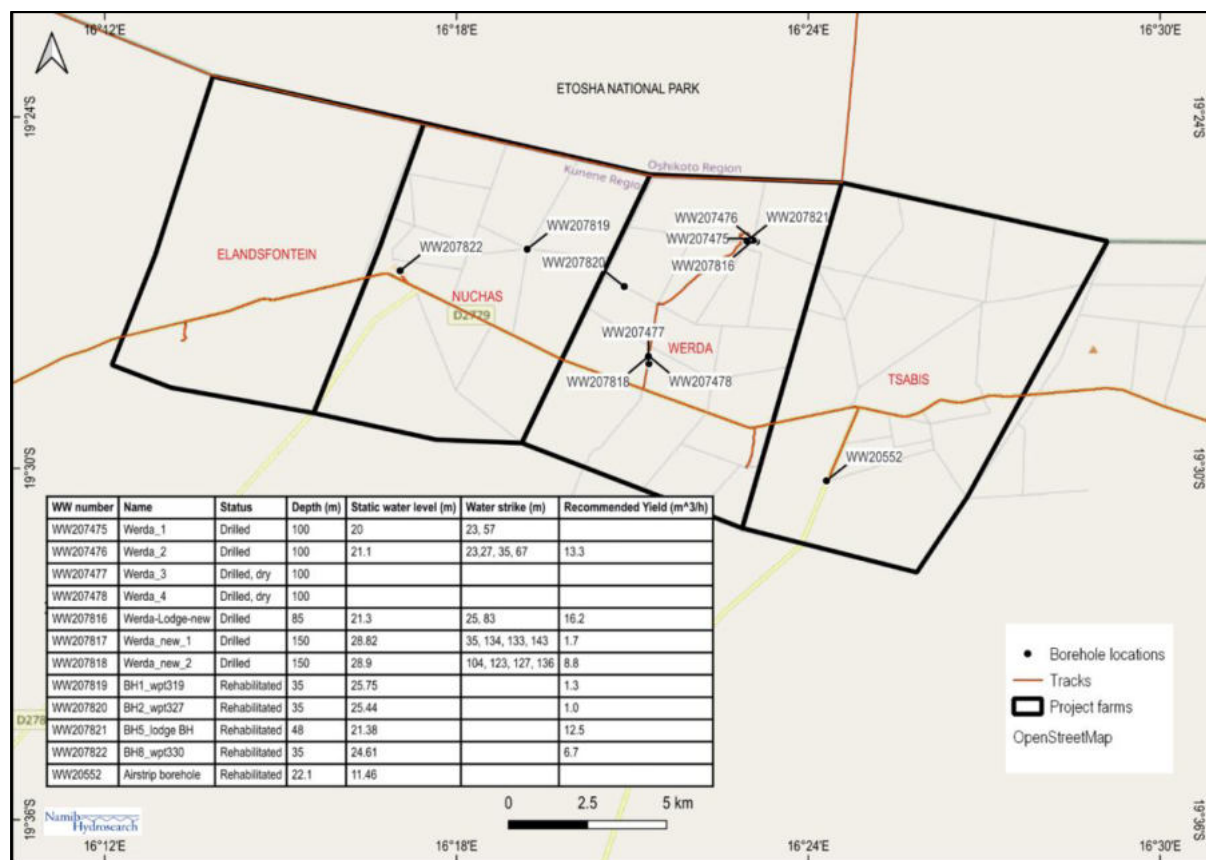 16°12'E
16°18'E
16°24'E
16°30'E
ETOSHA NATIONAL PARK
19°24'S
19°24'S
Oshikoto Region
Kunene Regio
WW207476
WW207821
WW207819
WW207475
WW207822
WW207816
WW207820
ELANDSFONTEIN
NUCHAS
D2779
WW207477
WERDA
WW207818
WW207478
TSABIS
WW20552
19°30'S
19°30'S
WW number Name Status Depth (m) Static water level (m) Water strike (m) Recommended Yield (m^3/h)
WW207475 Werda_1 Drilled 100 20 23, 57
WW207476 Werda_2 Drilled 100 21.1 23,27, 35, 67 13.3
WW207477 Werda_3 Drilled, dry 100
WW207478 Werda_4 Drilled, dry 100
WW207816 Werda-Lodge-new Drilled 85 21.3 25, 83 16.2
WW207817 Werda_new_1 Drilled 150 28.82 35, 134, 133, 143 1.7
WW207818 Werda_new_2 Drilled 150 28.9 104, 123, 127, 136 8.8
WW207819 BH1_wpt319 Rehabilitated 35 25.75 1.3
WW207820 BH2_wpt327 Rehabilitated 35 25.44 1.0
WW207821 BH5_lodge BH Rehabilitated 48 21.38 12.5
WW207822 BH8_wpt330 Rehabilitated 35 24.61 6.7
WW20552 Airstrip borehole Rehabilitated 22.1 11.46
Borehole locations
Tracks
Project farms
OpenStreetMap
D278
Namib
Hydrosearch
0 2.5 5 km
19°36'S
19°36'S
16°12'E
16°18'E
16°24'E
16°30'E